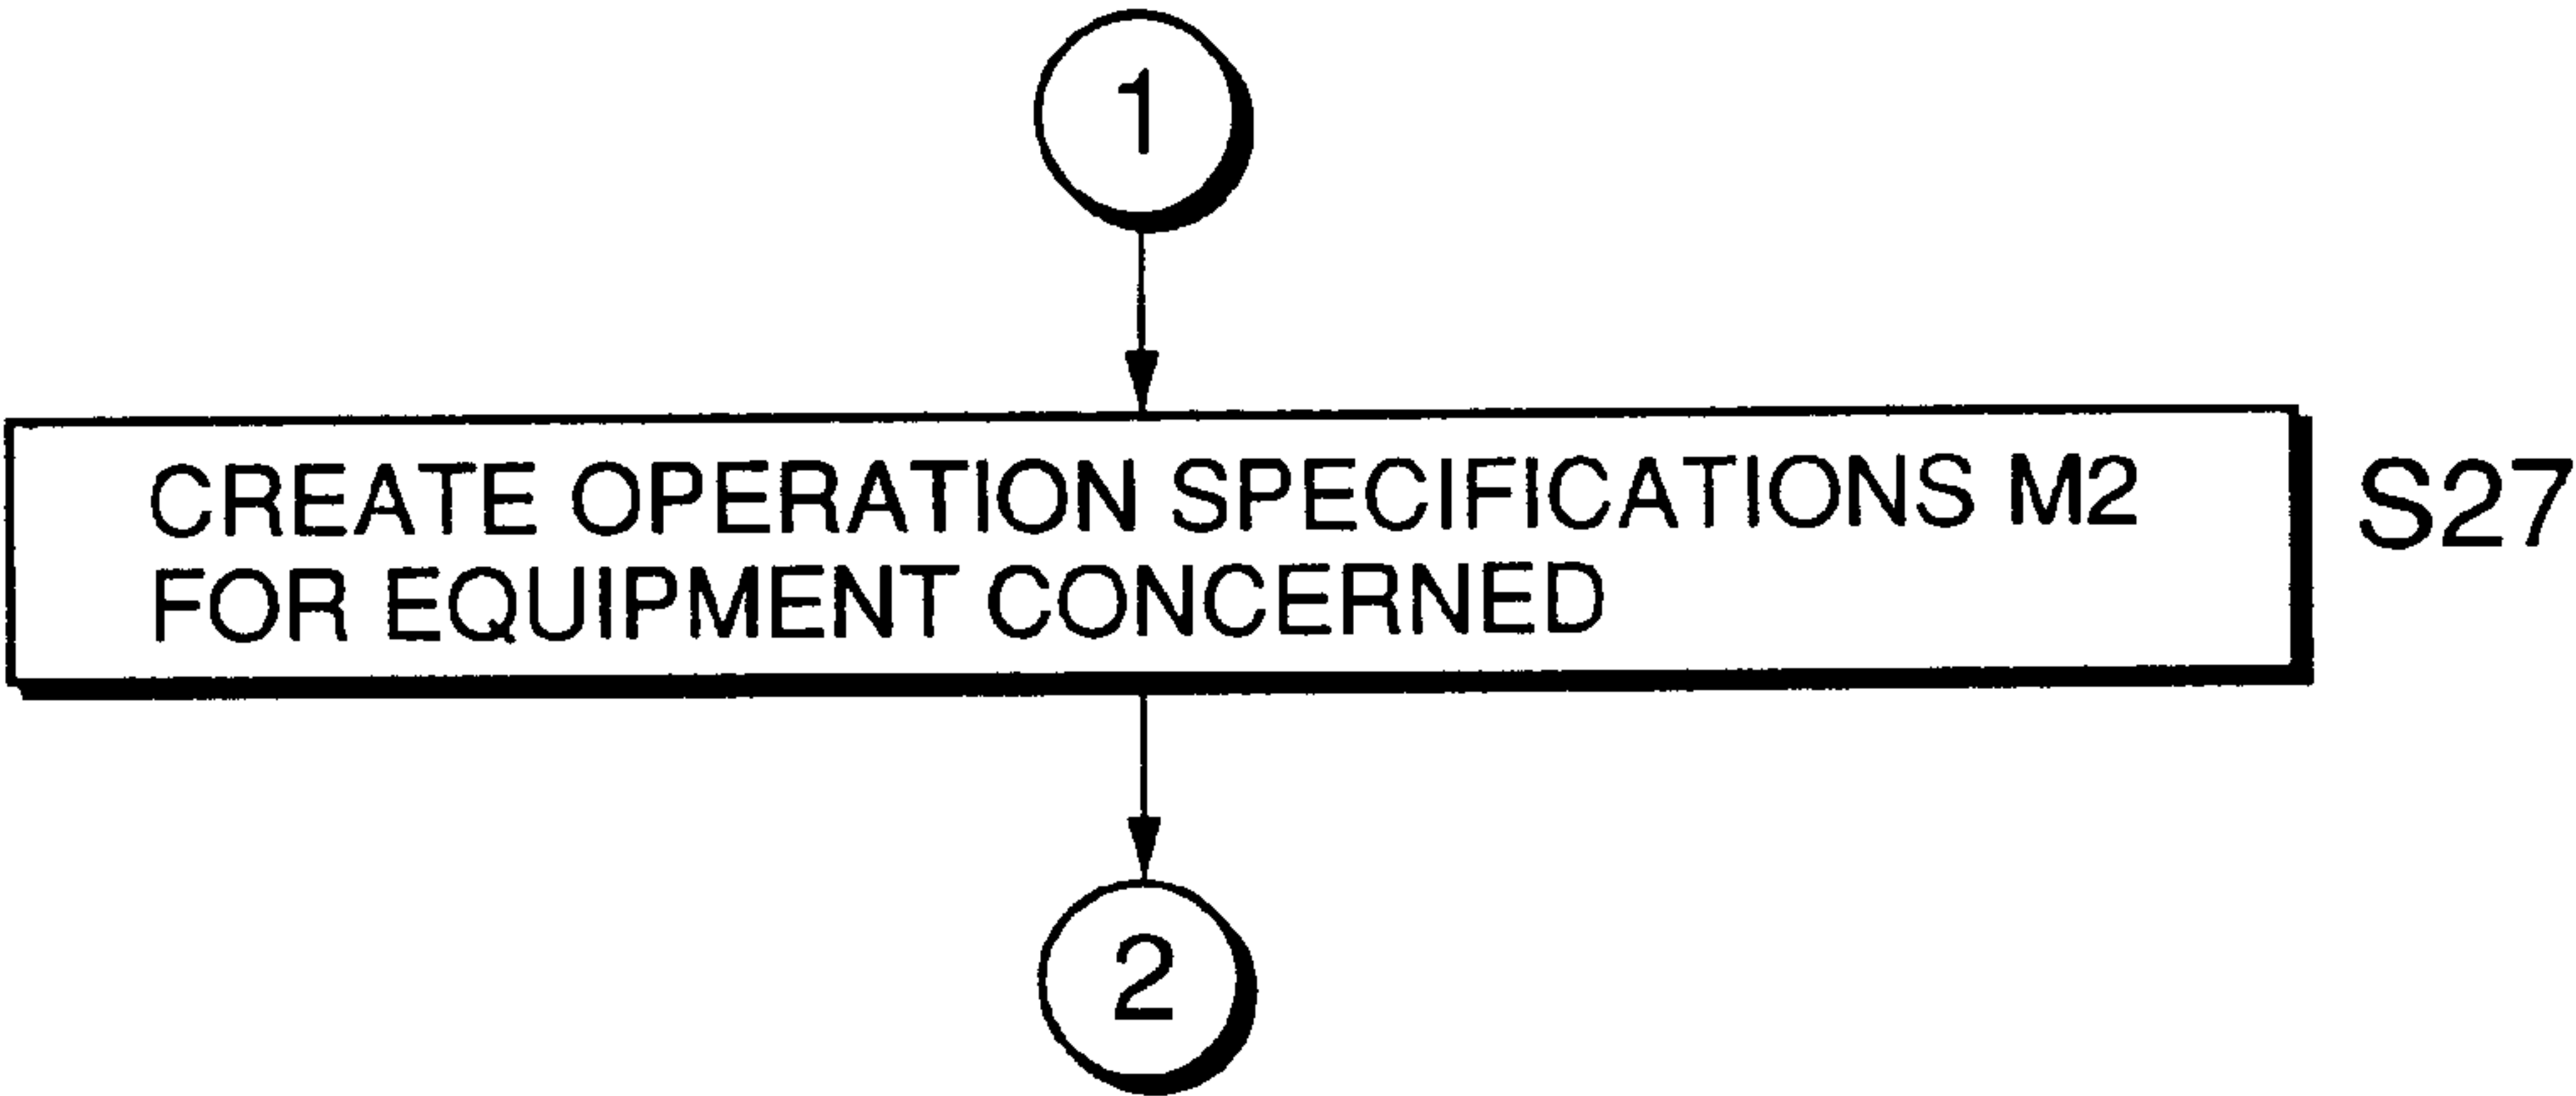 1
CREATE OPERATION SPECIFICATIONS M2
FOR EQUIPMENT CONCERNED
S27
2